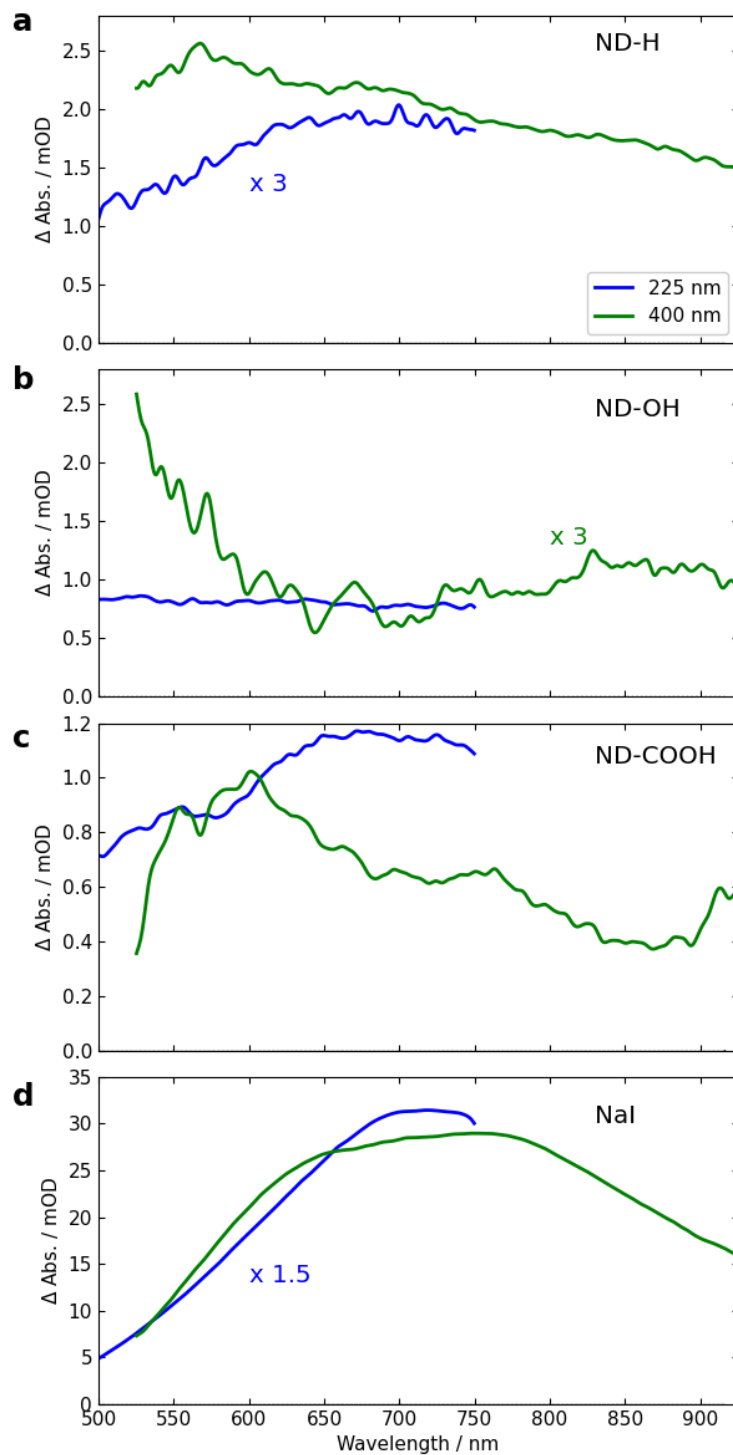 a
ND-H
2.5
2.0
1.5
1.0
0.5
0.0
Δ Abs. / mOD
x 3
225 nm
400 nm
b
ND-OH
2.5
2.0
1.5
1.0
0.5
0.0
Δ Abs. / mOD
x 3
c
ND-COOH
1.2
1.0
0.8
0.6
0.4
0.2
0.0
Δ Abs. / mOD
d
NaI
35
30
25
20
15
10
5
0
Δ Abs. / mOD
x 1.5
500 550 600 650 700 750 800 850 900
Wavelength / nm